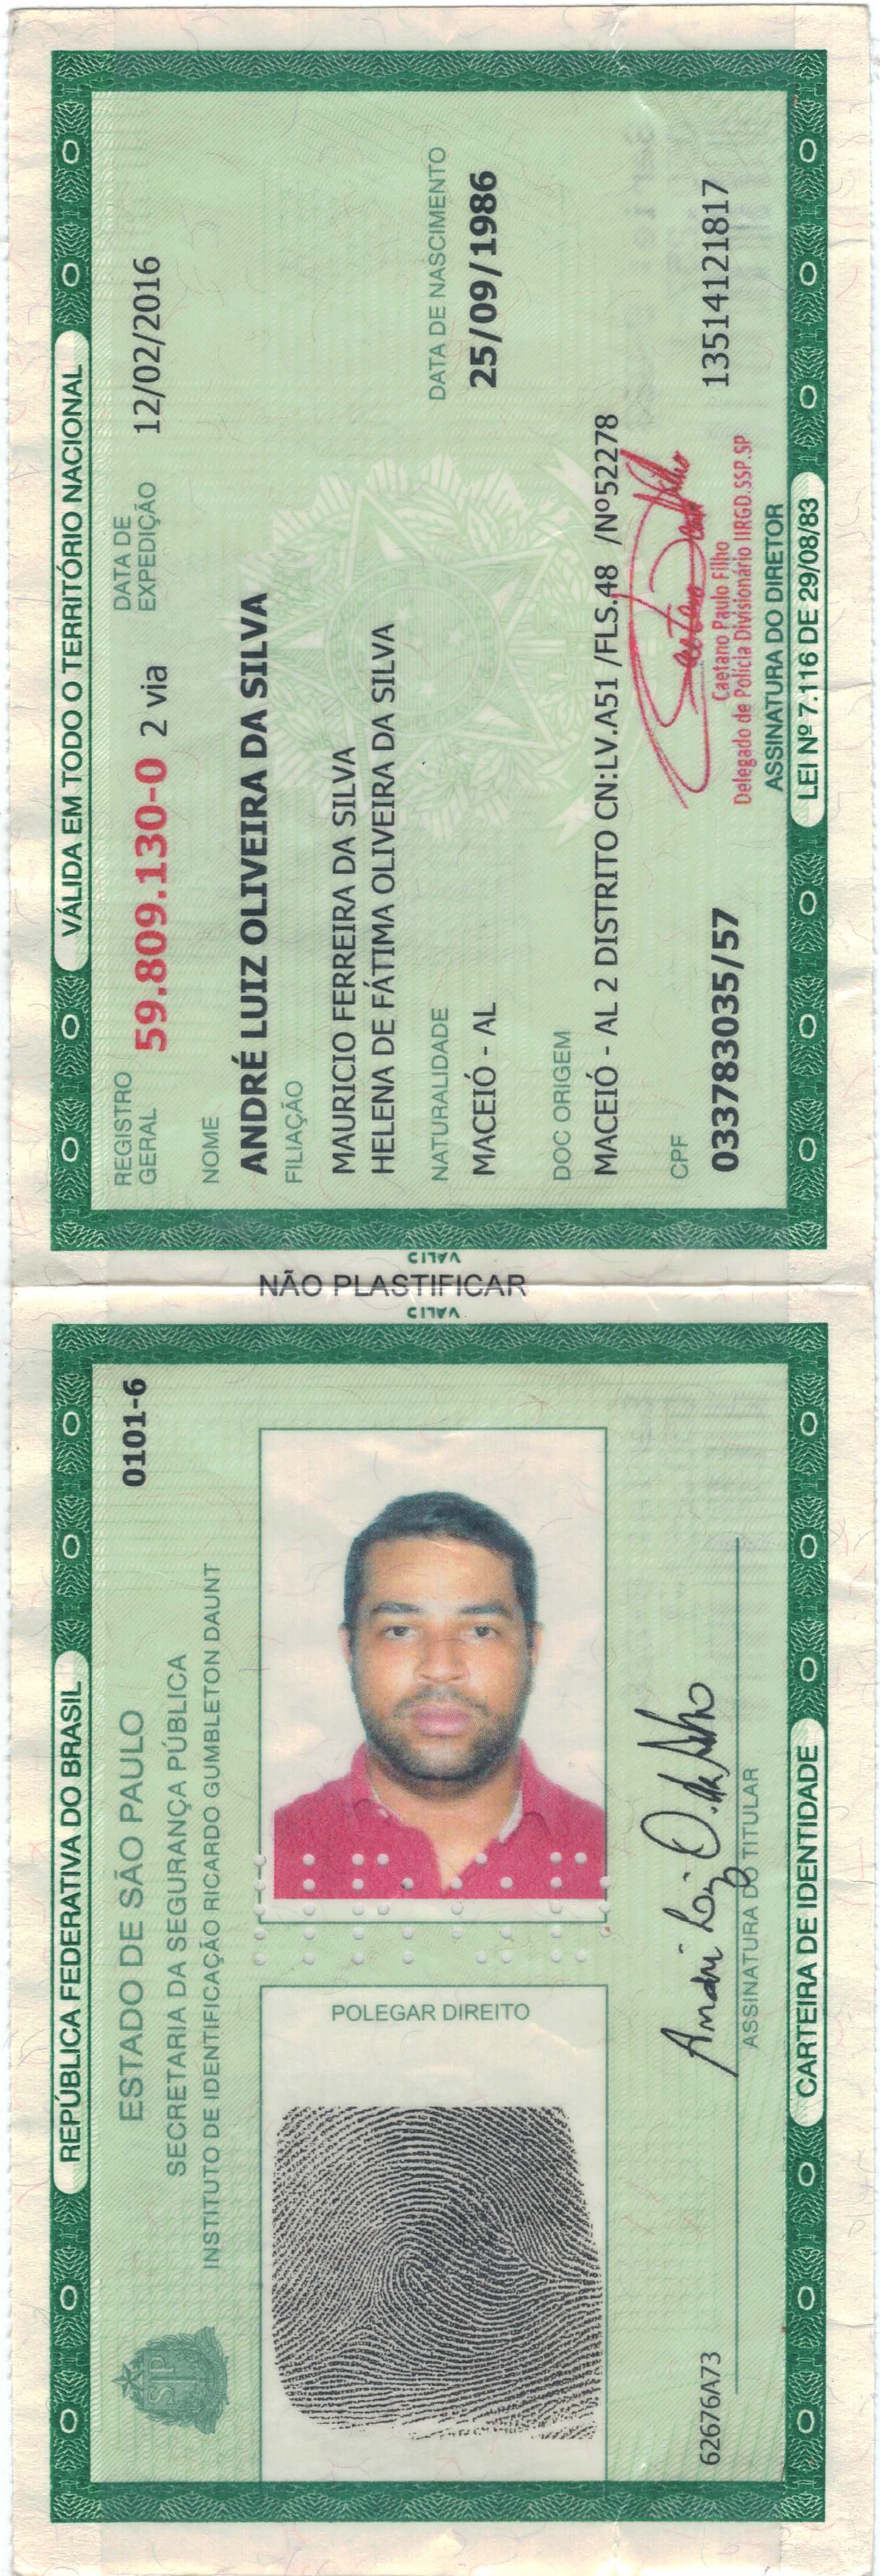 VÁLIDA EM TODO O TERRITÓRIO NACIONAL
REGISTRO GERAL 59.809.130-0 2 via DATA DE EXPEDIÇÃO 12/02/2016
NOME
ANDRÉ LUIZ OLIVEIRA DA SILVA
FILIAÇÃO
MAURICIO FERREIRA DA SILVA
HELENA DE FÁTIMA OLIVEIRA DA SILVA
NATURALIDADE DATA DE NASCIMENTO
MACEIÓ - AL 25/09/1986
DOC ORIGEM
MACEIÓ - AL 2 DISTRITO CN:LV.A51 /FLS.48 /Nº52278
CPF
033783035/57 13514121817
Caetano Paulo Filho
Delegado de Polícia Divisionário IIRGD.SSP.SP
ASSINATURA DO DIRETOR
LEI Nº 7.116 DE 29/08/83
NÃO PLASTIFICAR
REPÚBLICA FEDERATIVA DO BRASIL
0101-6
ESTADO DE SÃO PAULO
SECRETARIA DA SEGURANÇA PÚBLICA
INSTITUTO DE IDENTIFICAÇÃO RICARDO GUMBLETON DAUNT
SP
POLEGAR DIREITO
André Luiz O. da Silva
62676A73
ASSINATURA DO TITULAR
CARTEIRA DE IDENTIDADE